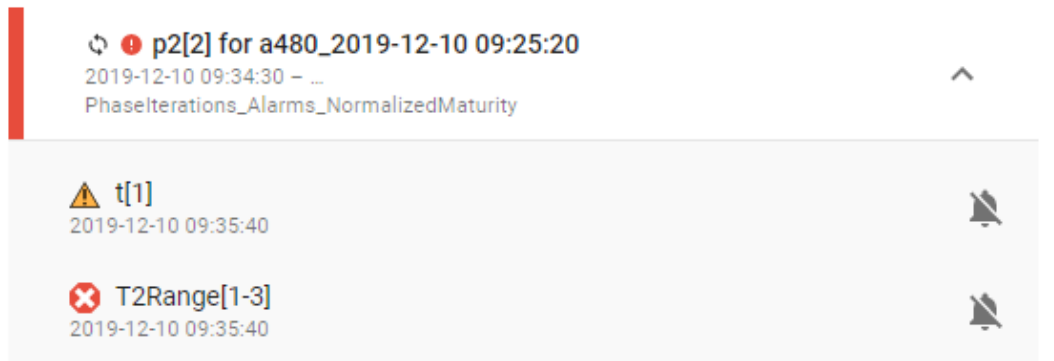 p2[2] for a480_2019-12-10 09:25:20
2019-12-10 09:34:30 – ...
PhaseIterations_Alarms_NormalizedMaturity
t[1]
2019-12-10 09:35:40
T2Range[1-3]
2019-12-10 09:35:40